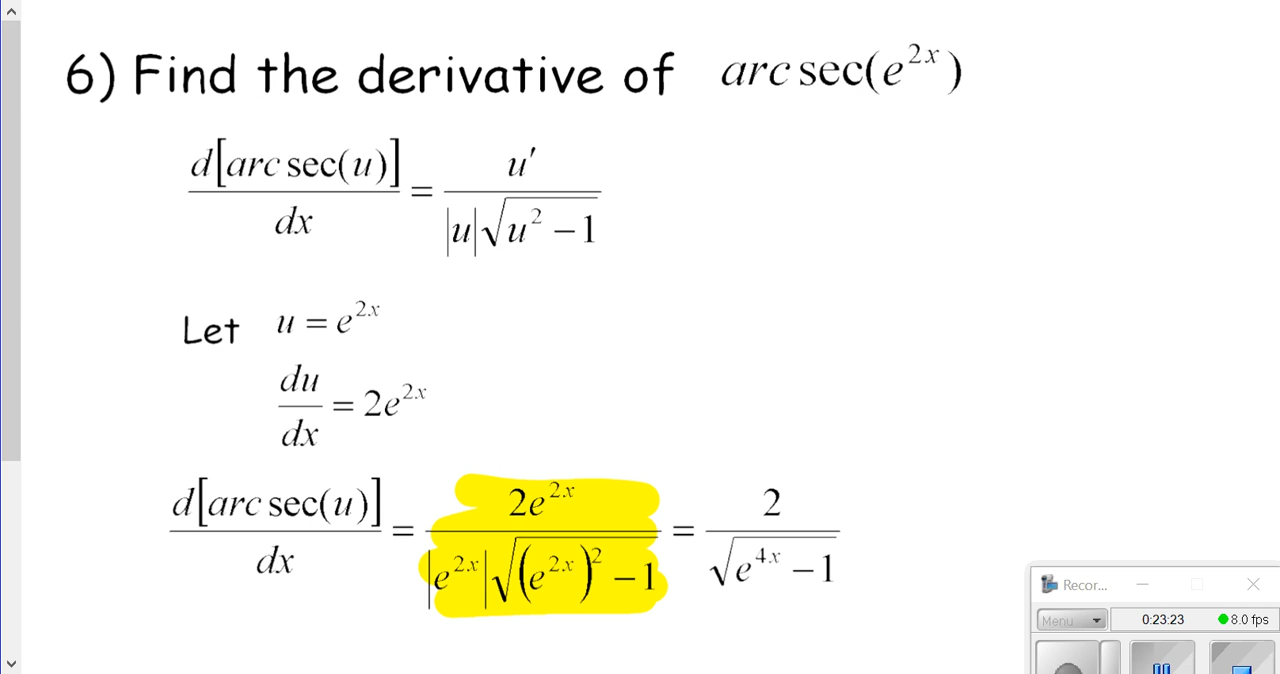 6) Find the derivative of arcsec(e^{2x})
d[arcsec(u)]/dx = u′/(|u|√(u² − 1))
Let u = e^{2x}
du/dx = 2e^{2x}
d[arcsec(u)]/dx = 2e^{2x}/(|e^{2x}|√((e^{2x})² − 1)) = 2/√(e^{4x} − 1)
Recor...
Menu 0:23:23 8.0 fps